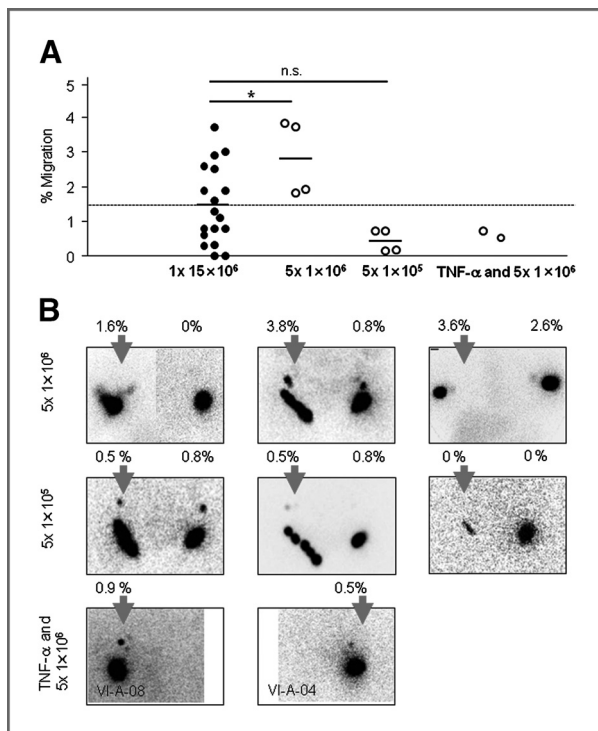 A
n.s.
*
5
4
3
2
1
0
% Migration
1x 15×10⁶
5x 1×10⁶
5x 1×10⁵
TNF-α and 5x 1×10⁶
B
1.6% 0% 3.8% 0.8% 3.6% 2.6%
5x 1×10⁶
0.5% 0.8% 0.5% 0.8% 0% 0%
5x 1×10⁵
0.9% 0.5%
TNF-α and
5x 1×10⁶
VI-A-08
VI-A-04